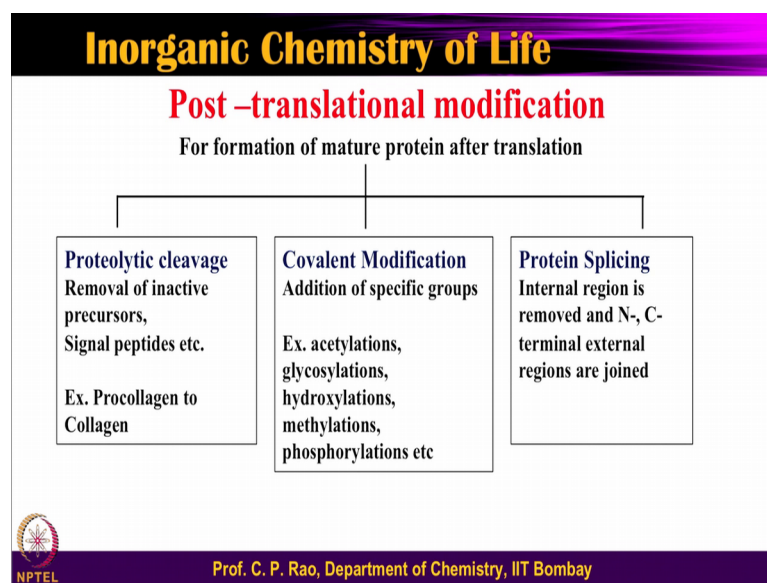 Inorganic Chemistry of Life
Post –translational modification
For formation of mature protein after translation
Proteolytic cleavage
Removal of inactive
precursors,
Signal peptides etc.
Ex. Procollagen to
Collagen
Covalent Modification
Addition of specific groups
Ex. acetylations,
glycosylations,
hydroxylations,
methylations,
phosphorylations etc
Protein Splicing
Internal region is
removed and N-, C-
terminal external
regions are joined
NPTEL
Prof. C. P. Rao, Department of Chemistry, IIT Bombay